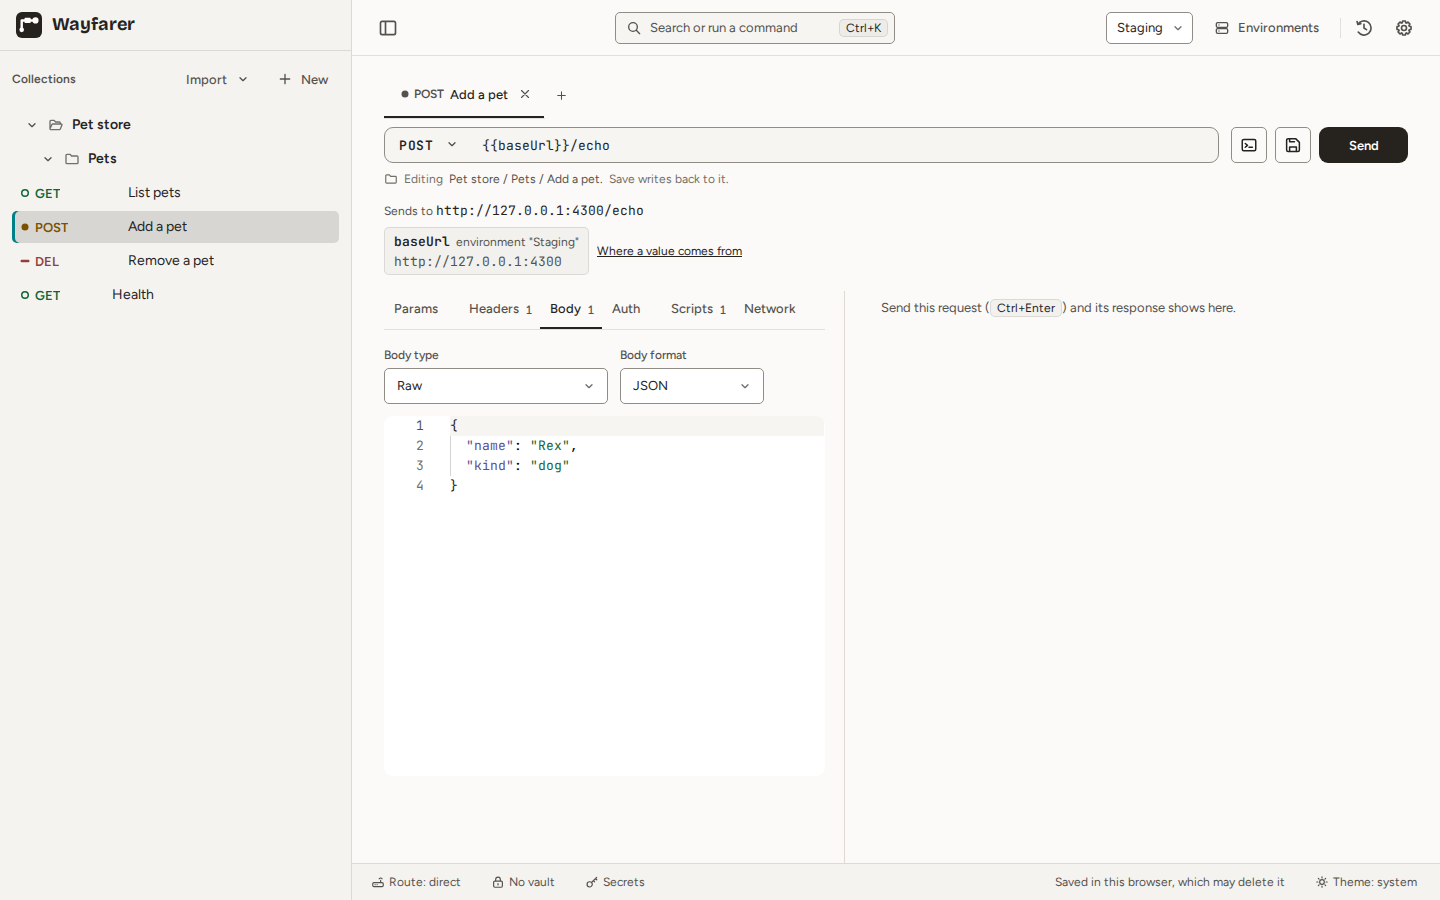 Wayfarer
Search or run a command Ctrl+K
Staging
Environments
Collections
Import
New
Pet store
Pets
GET List pets
POST Add a pet
DEL Remove a pet
GET Health
POST Add a pet
POST {{baseUrl}}/echo
Send
Editing Pet store / Pets / Add a pet. Save writes back to it.
Sends to http://127.0.0.1:4300/echo
baseUrl environment "Staging"
http://127.0.0.1:4300
Where a value comes from
Params Headers 1 Body 1 Auth Scripts 1 Network
Body type Body format
Raw JSON
1 {
2 "name": "Rex",
3 "kind": "dog"
4 }
Send this request (Ctrl+Enter) and its response shows here.
Route: direct No vault Secrets
Saved in this browser, which may delete it
Theme: system